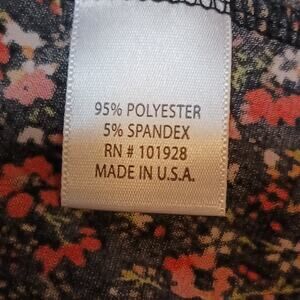 95% POLYESTER
5% SPANDEX
RN # 101928
MADE IN U.S.A.